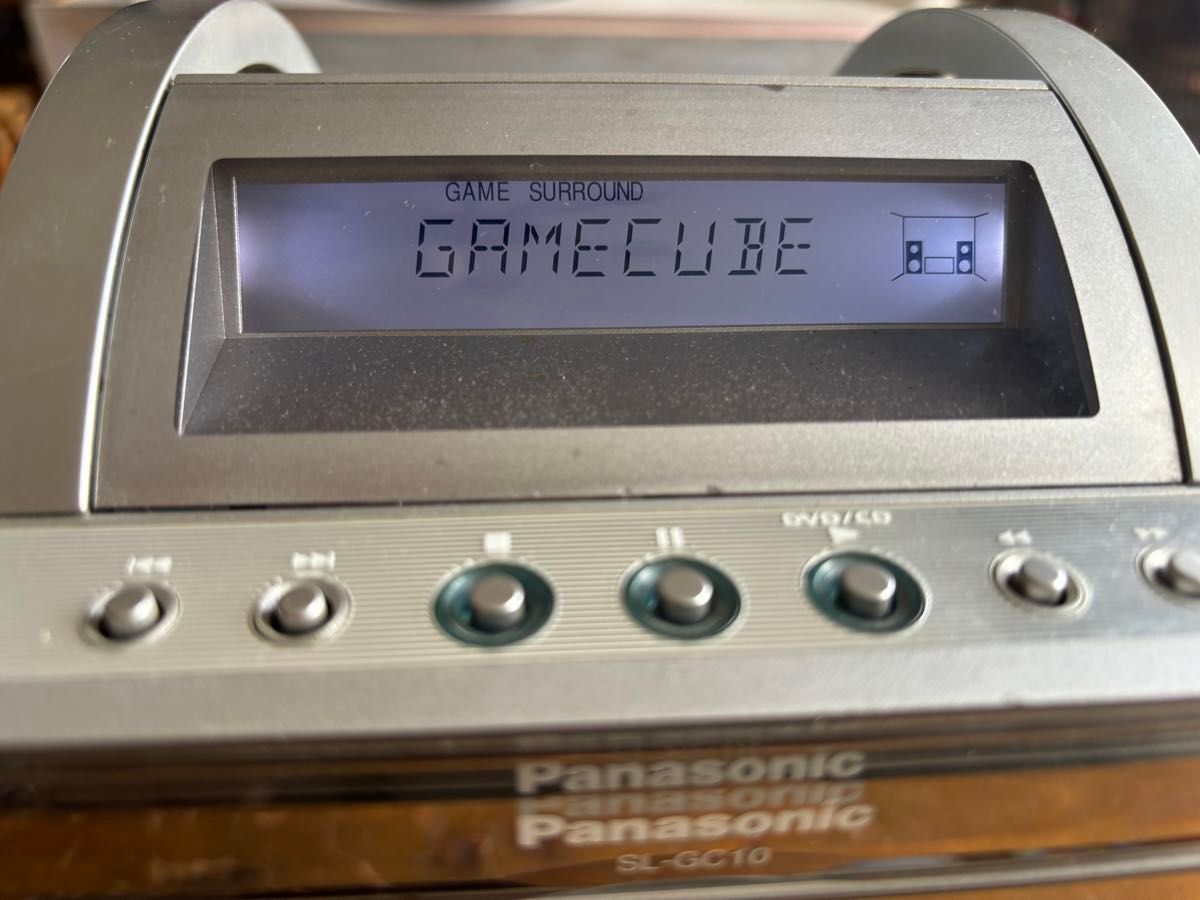 GAME SURROUND
GAMECUBE
DVD/CD
Panasonic
Panasonic
Panasonic
SL-GC10